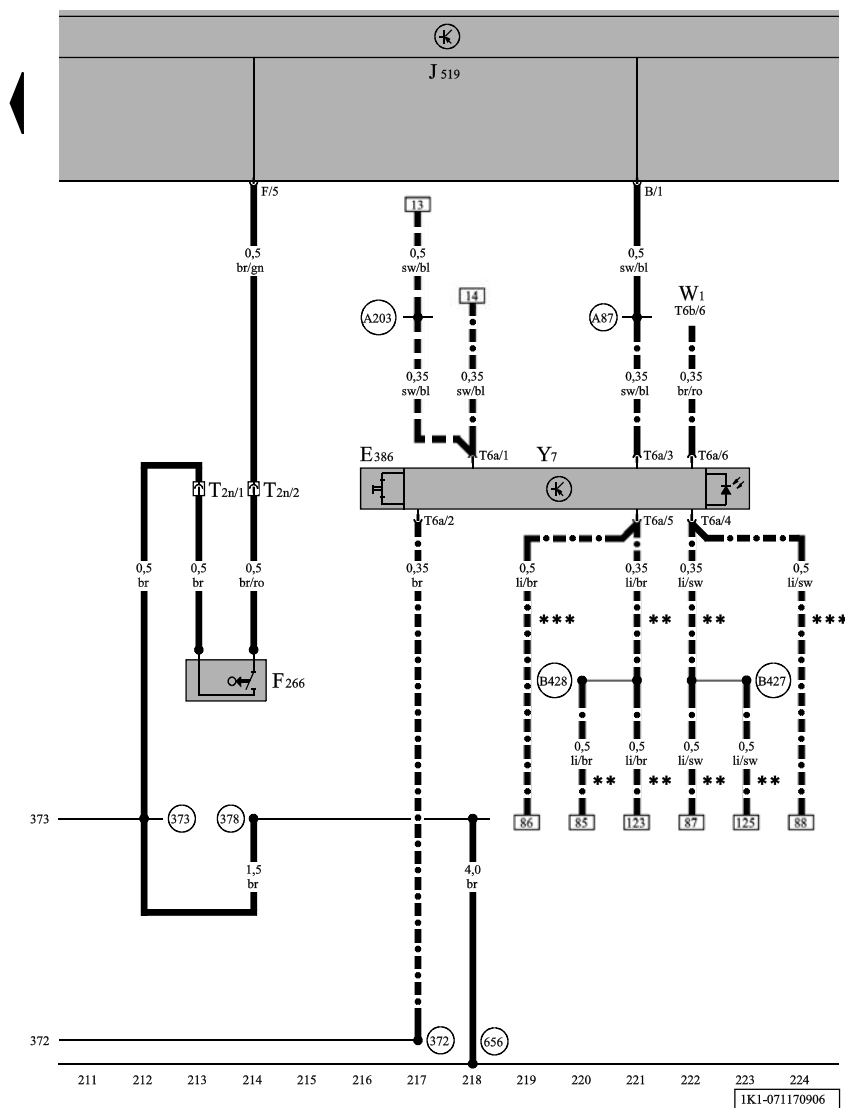 J 519
F/5
B/1
13
0,5
br/gn
0,5
sw/bl
0,5
sw/bl
14
W1
T6b/6
A203
A87
0,35
sw/bl
0,35
sw/bl
0,35
sw/bl
0,35
br/ro
E386
T6a/1
Y7
T6a/3
T6a/6
T2n/1
T2n/2
T6a/2
T6a/5
T6a/4
0,5
br
0,5
br
0,5
br/ro
0,35
br
0,5
li/br
0,35
li/br
0,35
li/sw
0,5
li/sw
***
**
**
***
F266
B428
B427
0,5
li/br
0,5
li/br
0,5
li/sw
0,5
li/sw
**
**
**
**
373
373
378
86
85
123
87
125
88
1,5
br
4,0
br
372
372
656
211 212 213 214 215 216 217 218 219 220 221 222 223 224
1K1-071170906